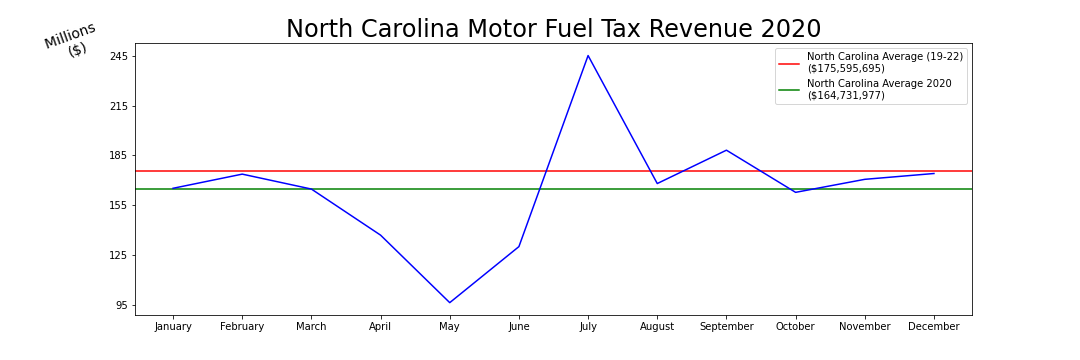 Millions
($)
North Carolina Motor Fuel Tax Revenue 2020
North Carolina Average (19-22)
($175,595,695)
North Carolina Average 2020
($164,731,977)
245
215
185
155
125
95
January February March April May June July August September October November December